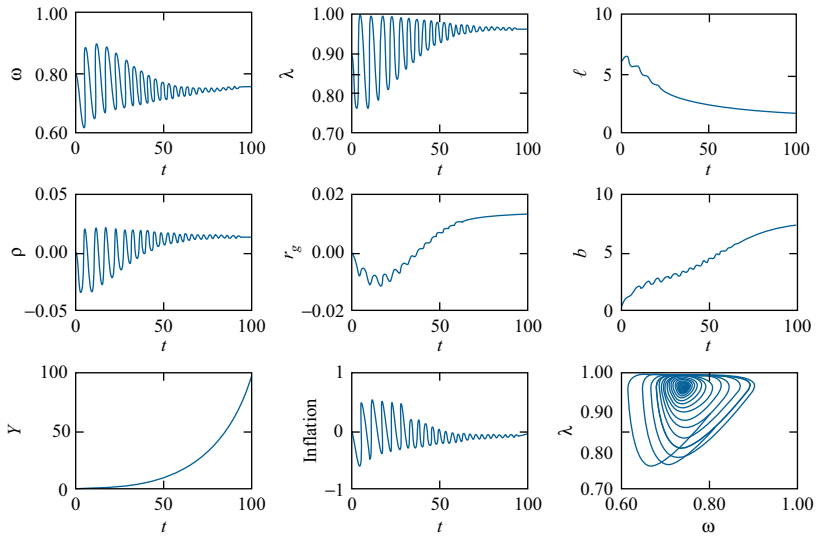 1.00 1.00 10
ω 0.80 λ 0.90 ℓ 5
0.80
0.60 0.70 0
0 50 100 0 50 100 0 50 100
t t t
0.05 0.02 10
ρ 0.00 r_g 0.00 b 5
−0.05 −0.02 0
0 50 100 0 50 100 0 50 100
t t t
100 1 1.00
Y 50 Inflation 0 λ 0.90
0.80
0 −1 0.70
0 50 100 0 50 100 0.60 0.80 1.00
t t ω